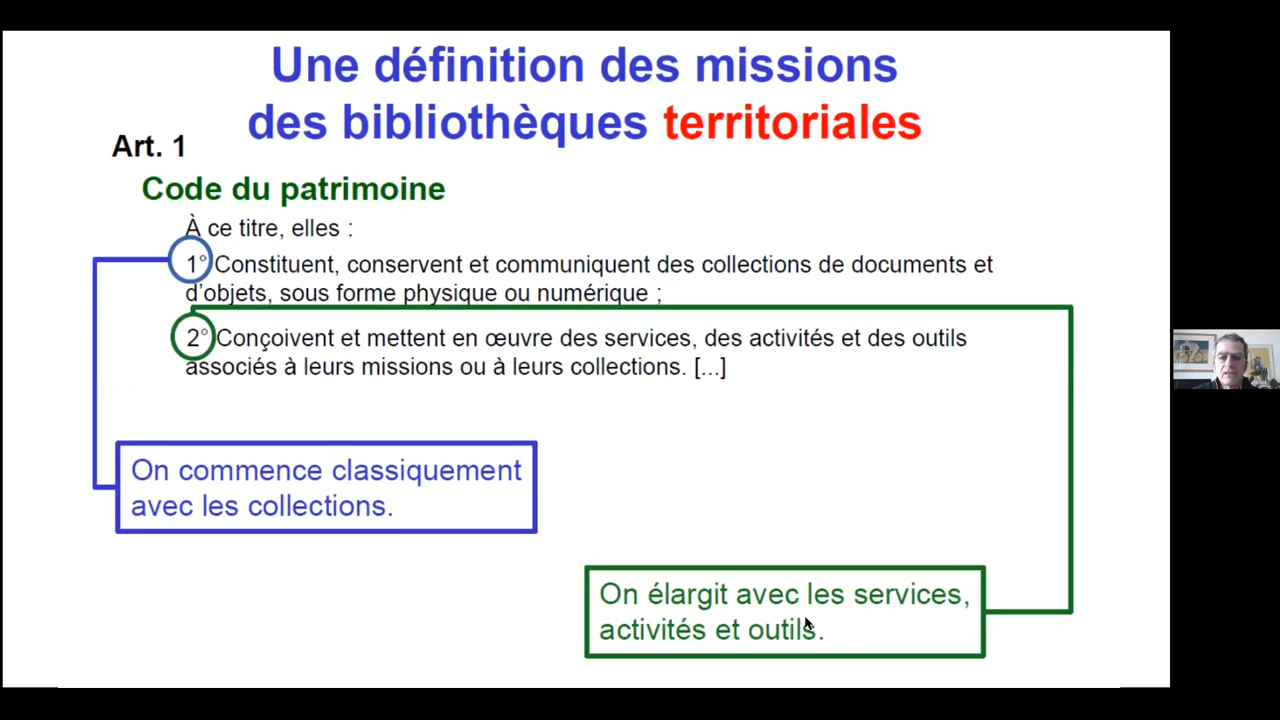 Une définition des missions
des bibliothèques territoriales
Art. 1
Code du patrimoine
À ce titre, elles :
1° Constituent, conservent et communiquent des collections de documents et
d'objets, sous forme physique ou numérique ;
2° Conçoivent et mettent en œuvre des services, des activités et des outils
associés à leurs missions ou à leurs collections. [...]
On commence classiquement
avec les collections.
On élargit avec les services,
activités et outils.